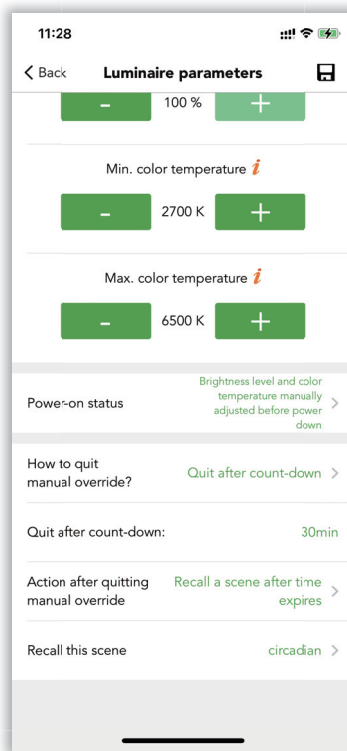 11:28
Back Luminaire parameters
- 100 % +
Min. color temperature i
- 2700 K +
Max. color temperature i
- 6500 K +
Brightness level and color
temperature manually
Power-on status
adjusted before power
down
How to quit
manual override?
Quit after count-down
Quit after count-down: 30min
Action after quitting
manual override
Recall a scene after time
expires
Recall this scene circadian